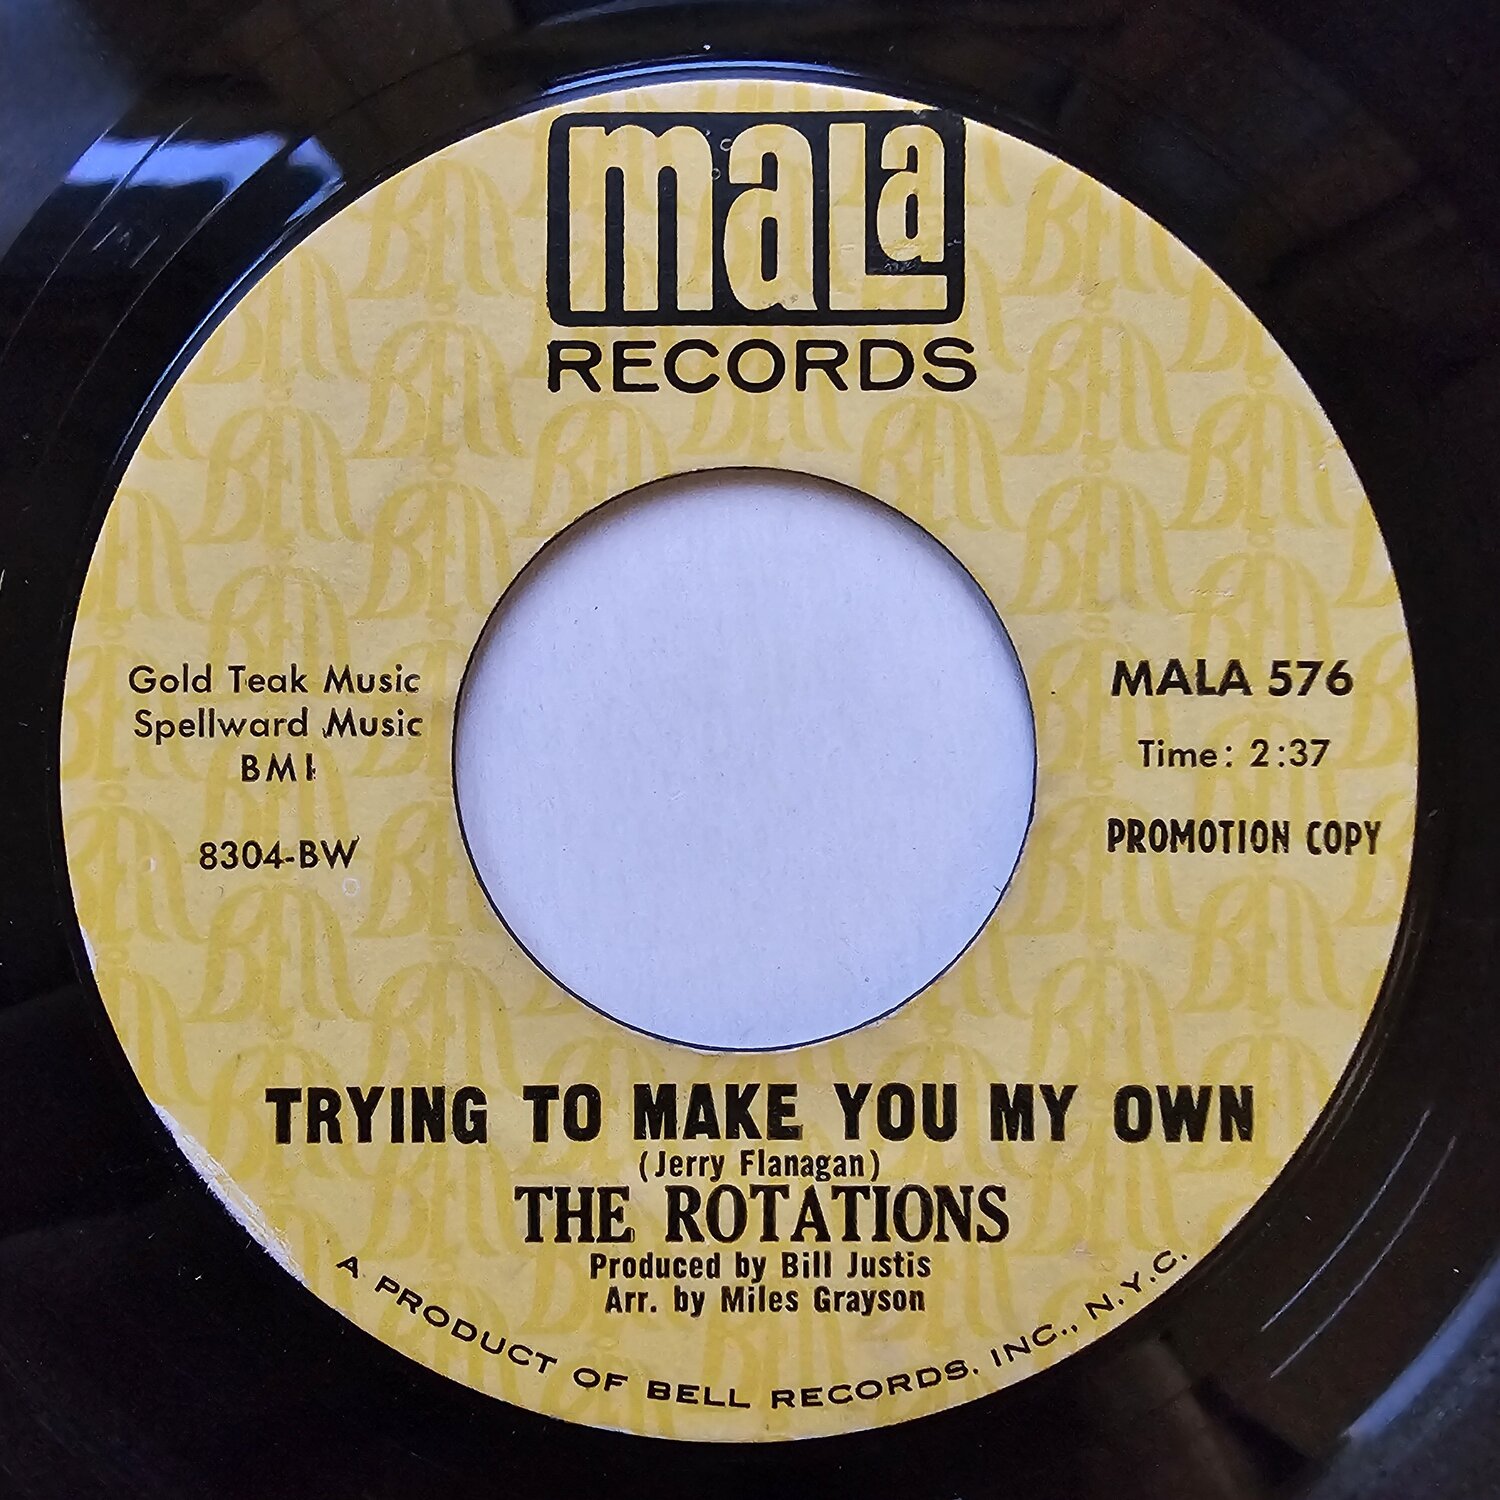 mala
RECORDS
Gold Teak Music
Spellward Music
BMI
8304-BW
MALA 576
Time: 2:37
PROMOTION COPY
TRYING TO MAKE YOU MY OWN
(Jerry Flanagan)
THE ROTATIONS
Produced by Bill Justis
Arr. by Miles Grayson
A PRODUCT OF BELL RECORDS, INC., N.Y.C.